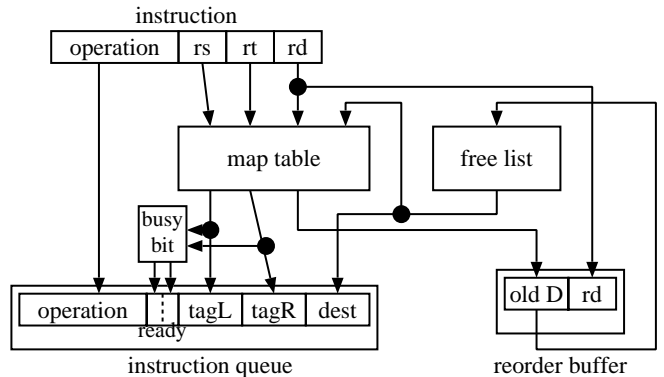 instruction
operation rs rt rd
map table free list
busy
bit
operation tagL tagR dest old D rd
ready
instruction queue reorder buffer